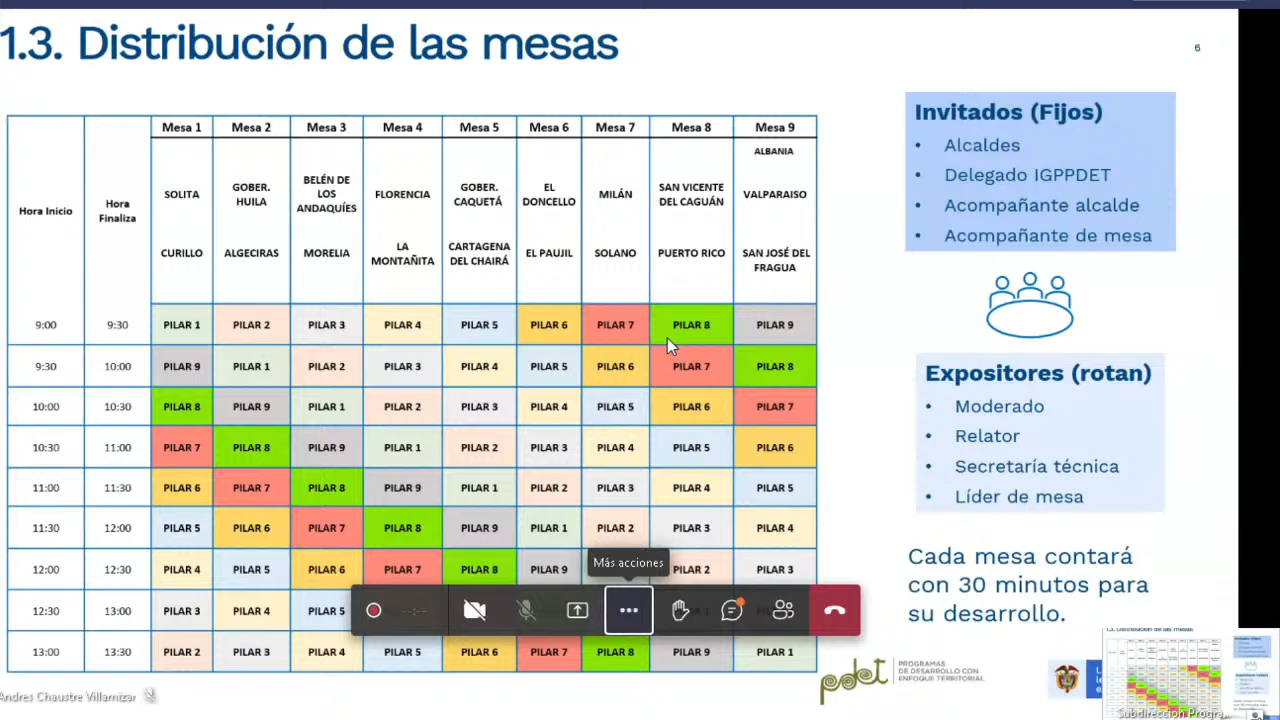 1.3. Distribución de las mesas
6
Hora Inicio Hora Finaliza Mesa 1 Mesa 2 Mesa 3 Mesa 4 Mesa 5 Mesa 6 Mesa 7 Mesa 8 Mesa 9
SOLITA GOBER. HUILA BELÉN DE LOS ANDAQUÍES FLORENCIA GOBER. CAQUETÁ EL DONCELLO MILÁN SAN VICENTE DEL CAGUÁN ALBANIA VALPARAISO
CURILLO ALGECIRAS MORELIA LA MONTAÑITA CARTAGENA DEL CHAIRÁ EL PAUJIL SOLANO PUERTO RICO SAN JOSÉ DEL FRAGUA
9:00 9:30 PILAR 1 PILAR 2 PILAR 3 PILAR 4 PILAR 5 PILAR 6 PILAR 7 PILAR 8 PILAR 9
9:30 10:00 PILAR 9 PILAR 1 PILAR 2 PILAR 3 PILAR 4 PILAR 5 PILAR 6 PILAR 7 PILAR 8
10:00 10:30 PILAR 8 PILAR 9 PILAR 1 PILAR 2 PILAR 3 PILAR 4 PILAR 5 PILAR 6 PILAR 7
10:30 11:00 PILAR 7 PILAR 8 PILAR 9 PILAR 1 PILAR 2 PILAR 3 PILAR 4 PILAR 5 PILAR 6
11:00 11:30 PILAR 6 PILAR 7 PILAR 8 PILAR 9 PILAR 1 PILAR 2 PILAR 3 PILAR 4 PILAR 5
11:30 12:00 PILAR 5 PILAR 6 PILAR 7 PILAR 8 PILAR 9 PILAR 1 PILAR 2 PILAR 3 PILAR 4
12:00 12:30 PILAR 4 PILAR 5 PILAR 6 PILAR 7 PILAR 8 PILAR 9 PILAR 2 PILAR 3
12:30 13:00 PILAR 3 PILAR 4 PILAR 5
13:00 13:30 PILAR 2 PILAR 3 PILAR 4 PILAR 5 PILAR 6 PILAR 7 PILAR 8 PILAR 9 PILAR 1
Más acciones
Invitados (Fijos)
• Alcaldes
• Delegado IGPPDET
• Acompañante alcalde
• Acompañante de mesa
Expositores (rotan)
• Moderado
• Relator
• Secretaría técnica
• Líder de mesa
Cada mesa contará
con 30 minutos para
su desarrollo.
pdet
PROGRAMAS
DE DESARROLLO CON
ENFOQUE TERRITORIAL
Andres Chaustre Villamizar
1.3. Distribución de las mesas
Subdireccion Progra...